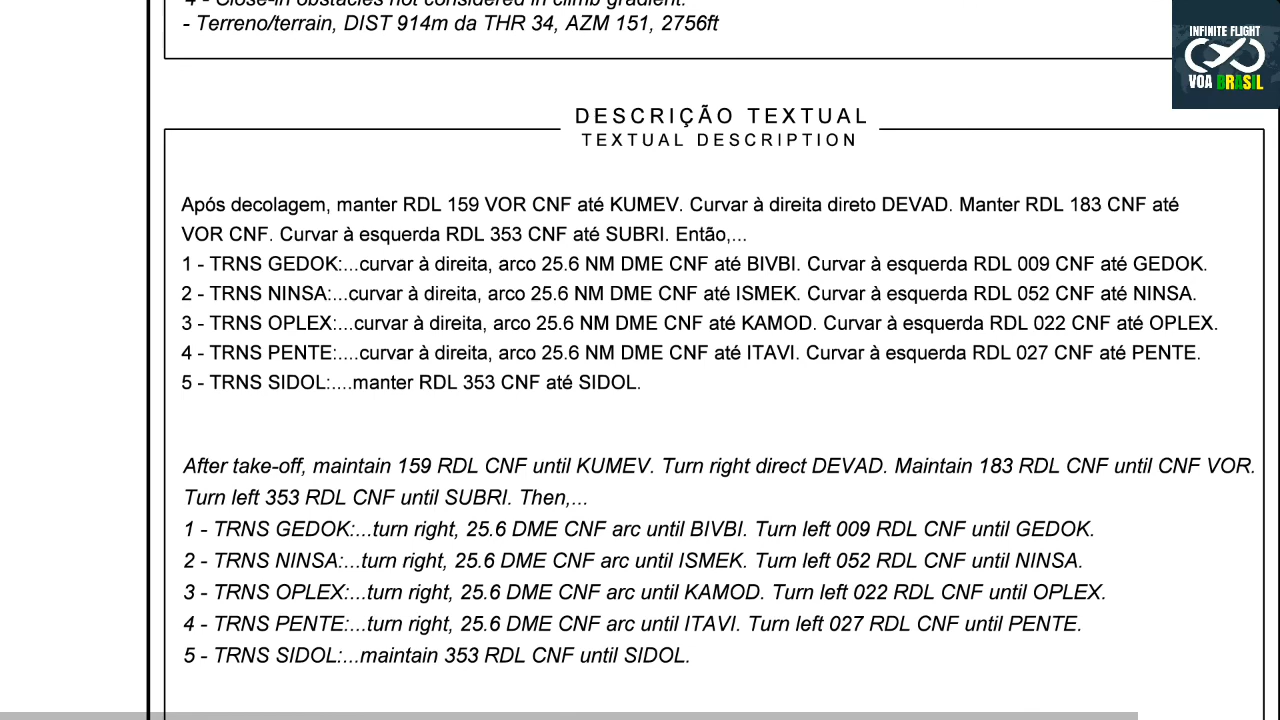 4 - Close-in obstacles not considered in climb gradient.
- Terreno/terrain, DIST 914m da THR 34, AZM 151, 2756ft
INFINITE FLIGHT
VOA BRASIL
DESCRIÇÃO TEXTUAL
TEXTUAL DESCRIPTION
Após decolagem, manter RDL 159 VOR CNF até KUMEV. Curvar à direita direto DEVAD. Manter RDL 183 CNF até
VOR CNF. Curvar à esquerda RDL 353 CNF até SUBRI. Então,...
1 - TRNS GEDOK:...curvar à direita, arco 25.6 NM DME CNF até BIVBI. Curvar à esquerda RDL 009 CNF até GEDOK.
2 - TRNS NINSA:...curvar à direita, arco 25.6 NM DME CNF até ISMEK. Curvar à esquerda RDL 052 CNF até NINSA.
3 - TRNS OPLEX:...curvar à direita, arco 25.6 NM DME CNF até KAMOD. Curvar à esquerda RDL 022 CNF até OPLEX.
4 - TRNS PENTE:....curvar à direita, arco 25.6 NM DME CNF até ITAVI. Curvar à esquerda RDL 027 CNF até PENTE.
5 - TRNS SIDOL:....manter RDL 353 CNF até SIDOL.
After take-off, maintain 159 RDL CNF until KUMEV. Turn right direct DEVAD. Maintain 183 RDL CNF until CNF VOR.
Turn left 353 RDL CNF until SUBRI. Then,...
1 - TRNS GEDOK:...turn right, 25.6 DME CNF arc until BIVBI. Turn left 009 RDL CNF until GEDOK.
2 - TRNS NINSA:...turn right, 25.6 DME CNF arc until ISMEK. Turn left 052 RDL CNF until NINSA.
3 - TRNS OPLEX:...turn right, 25.6 DME CNF arc until KAMOD. Turn left 022 RDL CNF until OPLEX.
4 - TRNS PENTE:...turn right, 25.6 DME CNF arc until ITAVI. Turn left 027 RDL CNF until PENTE.
5 - TRNS SIDOL:...maintain 353 RDL CNF until SIDOL.